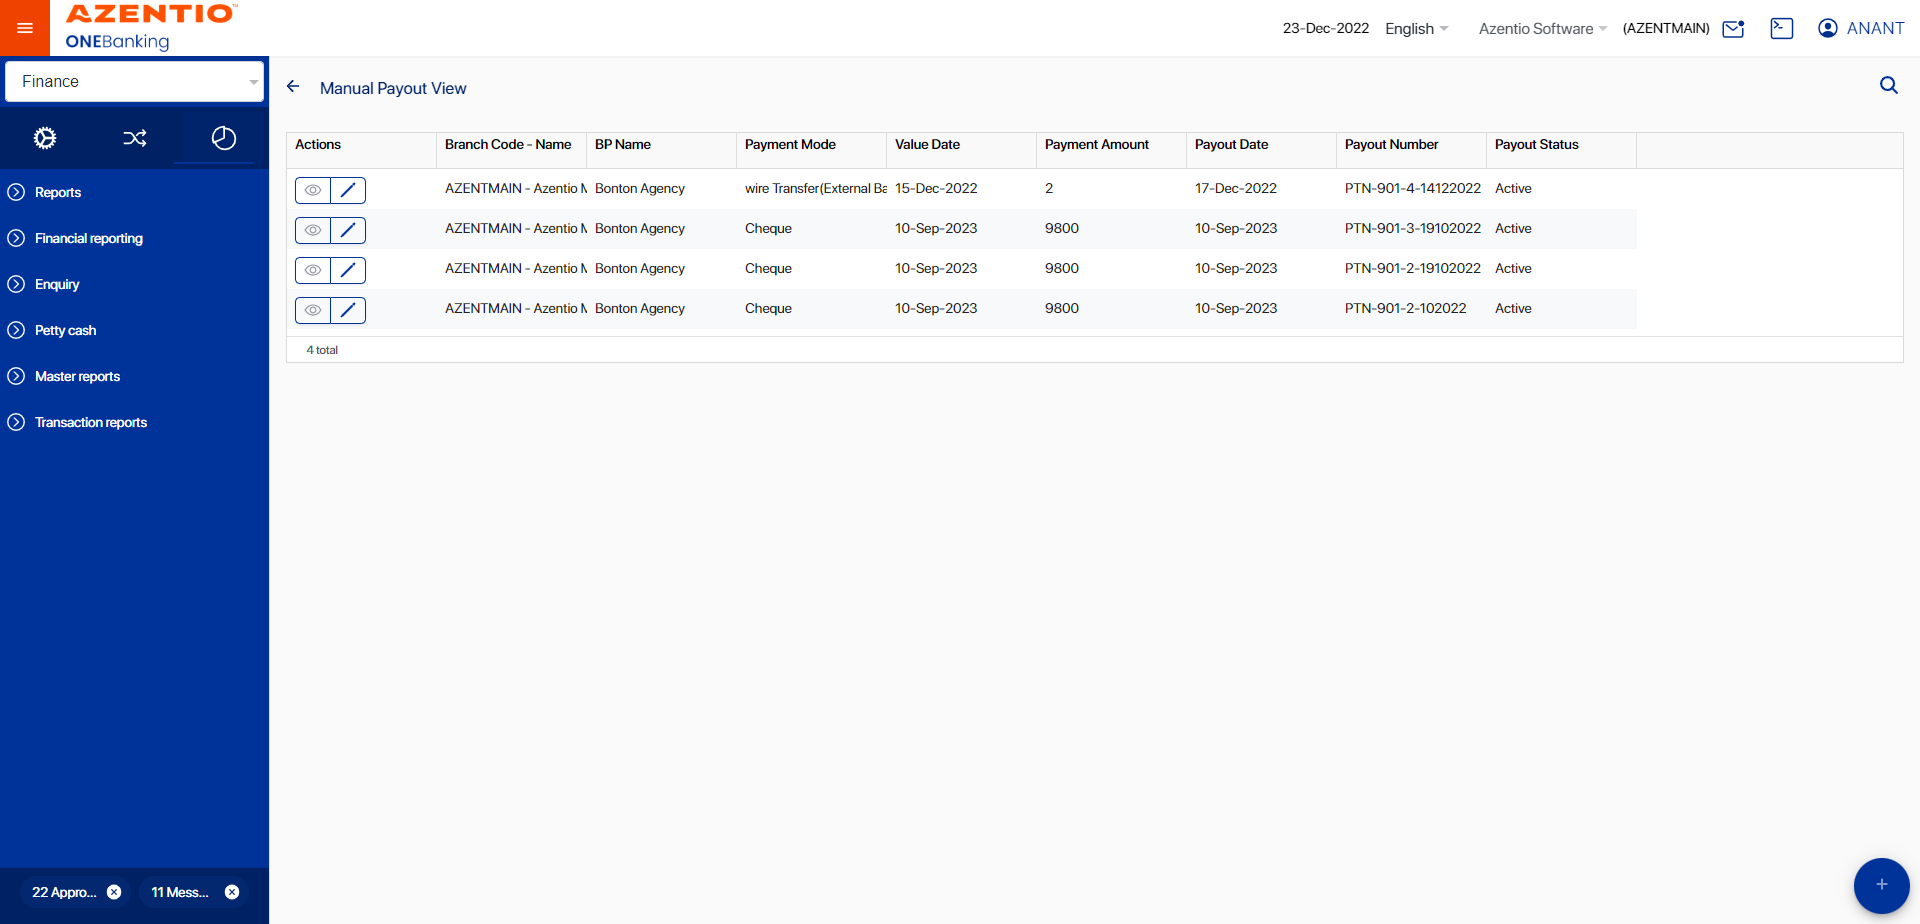 AZENTIO™
ONEBanking
23-Dec-2022 English Azentio Software (AZENTMAIN) ANANT
Finance
Reports
Financial reporting
Enquiry
Petty cash
Master reports
Transaction reports
22 Appro... 11 Mess...
Manual Payout View
Actions Branch Code - Name BP Name Payment Mode Value Date Payment Amount Payout Date Payout Number Payout Status
AZENTMAIN - Azentio M Bonton Agency wire Transfer(External Ba 15-Dec-2022 2 17-Dec-2022 PTN-901-4-14122022 Active
AZENTMAIN - Azentio M Bonton Agency Cheque 10-Sep-2023 9800 10-Sep-2023 PTN-901-3-19102022 Active
AZENTMAIN - Azentio M Bonton Agency Cheque 10-Sep-2023 9800 10-Sep-2023 PTN-901-2-19102022 Active
AZENTMAIN - Azentio M Bonton Agency Cheque 10-Sep-2023 9800 10-Sep-2023 PTN-901-2-102022 Active
4 total